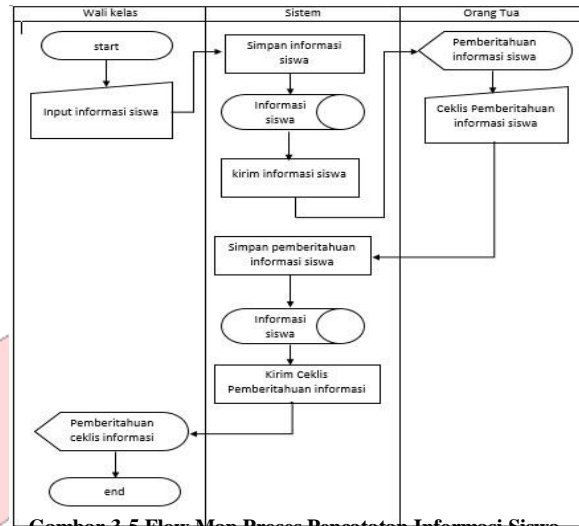 Wali kelas
Sistem
Orang Tua
start
Input informasi siswa
Simpan informasi
siswa
Informasi
siswa
kirim informasi siswa
Pemberitahuan
informasi siswa
Ceklis Pemberitahuan
informasi siswa
Simpan pemberitahuan
informasi siswa
Informasi
siswa
Kirim Ceklis
Pemberitahuan informasi
Pemberitahuan
ceklis informasi
end
Gambar 3.5 Flow Map Proses Pencatatan Informasi Siswa